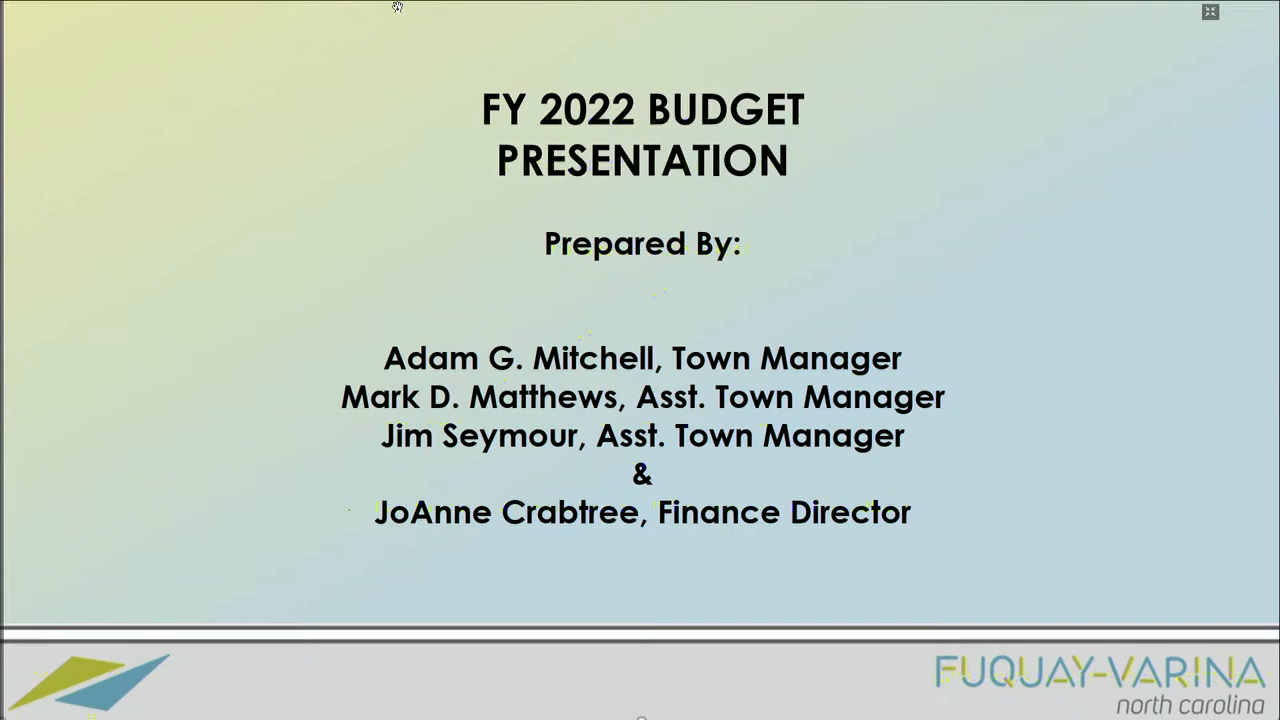 FY 2022 BUDGET
PRESENTATION
Prepared By:
Adam G. Mitchell, Town Manager
Mark D. Matthews, Asst. Town Manager
Jim Seymour, Asst. Town Manager
&
JoAnne Crabtree, Finance Director
FUQUAY-VARINA
north carolina